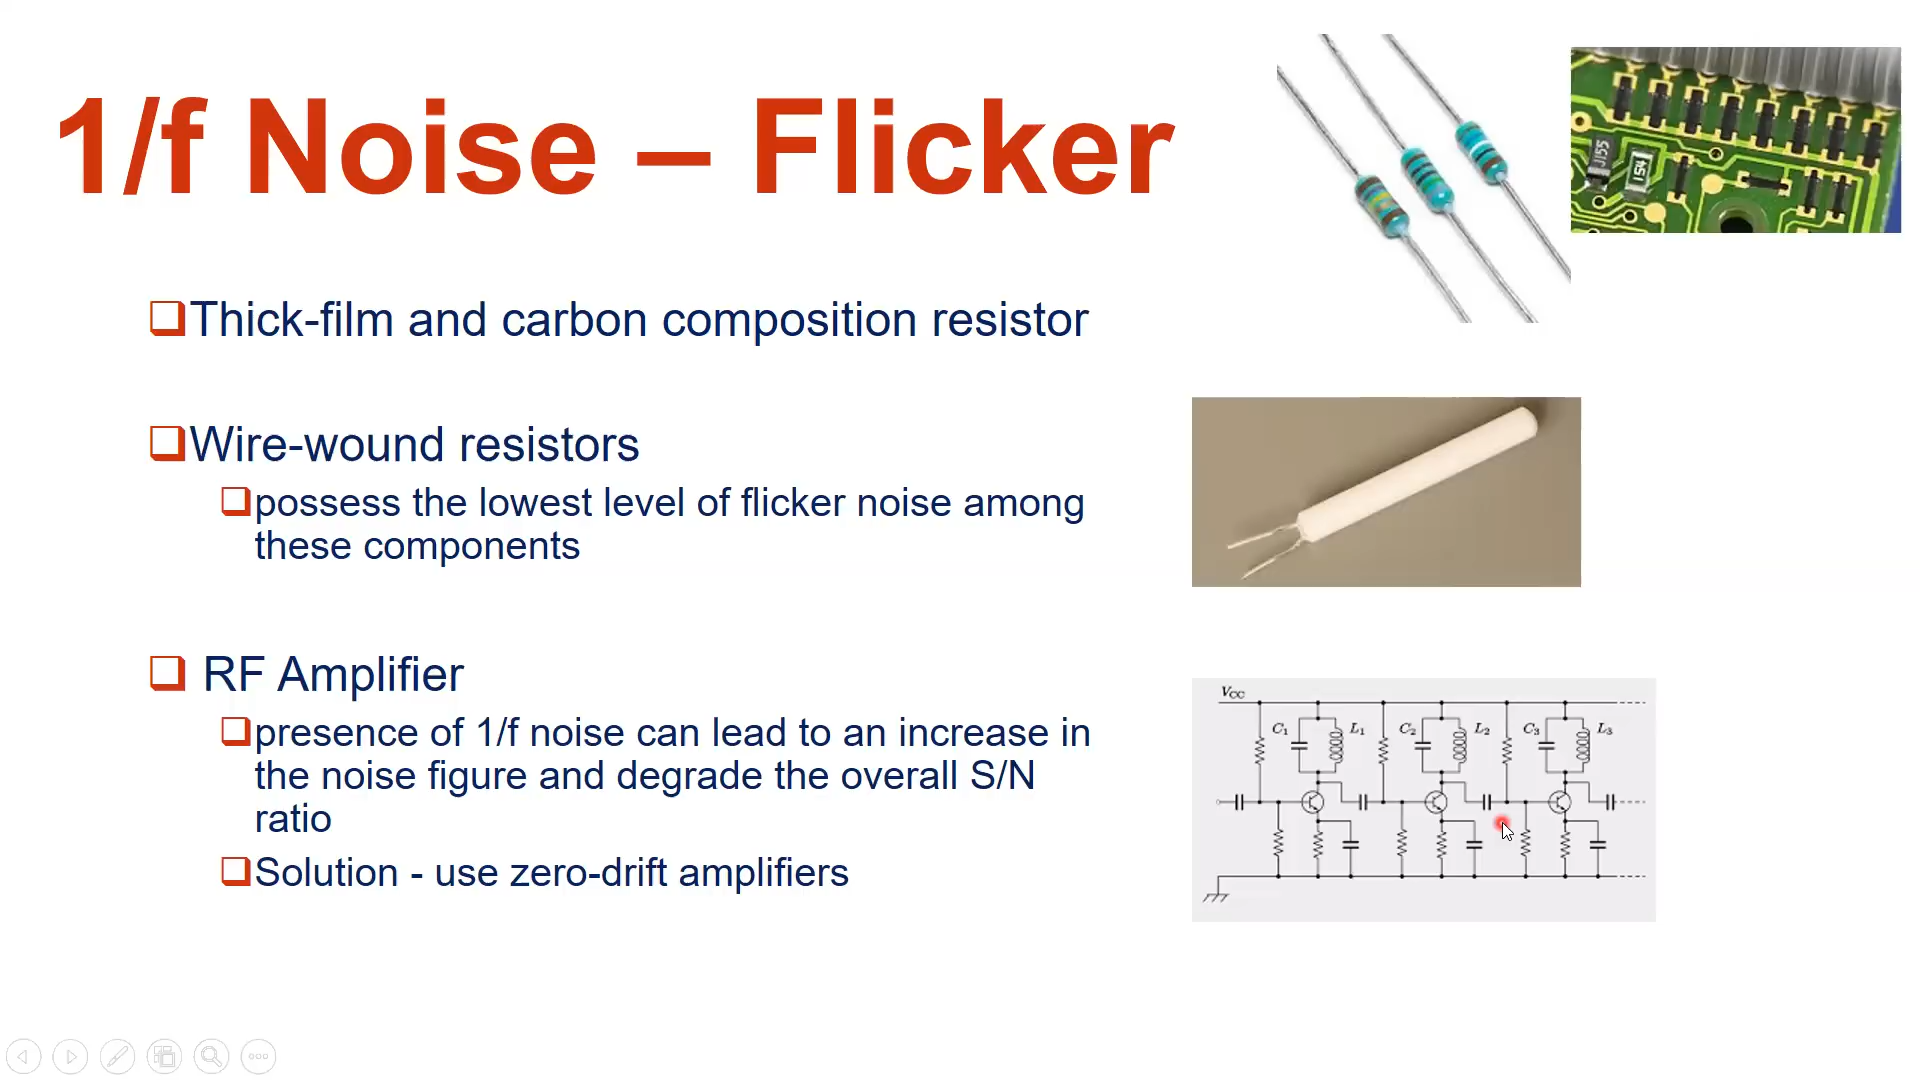 1/f Noise – Flicker
J155
154
Thick-film and carbon composition resistor
Wire-wound resistors
possess the lowest level of flicker noise among
these components
RF Amplifier
presence of 1/f noise can lead to an increase in
the noise figure and degrade the overall S/N
ratio
Solution - use zero-drift amplifiers
VCC
C1 L1 C2 L2 C3 L3